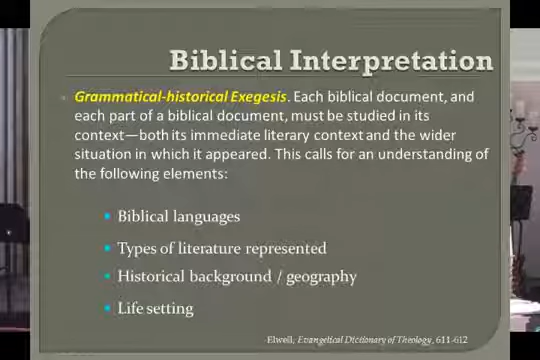 Biblical Interpretation
Grammatical-historical Exegesis. Each biblical document, and
each part of a biblical document, must be studied in its
context—both its immediate literary context and the wider
situation in which it appeared. This calls for an understanding of
the following elements:
Biblical languages
Types of literature represented
Historical background / geography
Life setting
Elwell, Evangelical Dictionary of Theology, 611-612